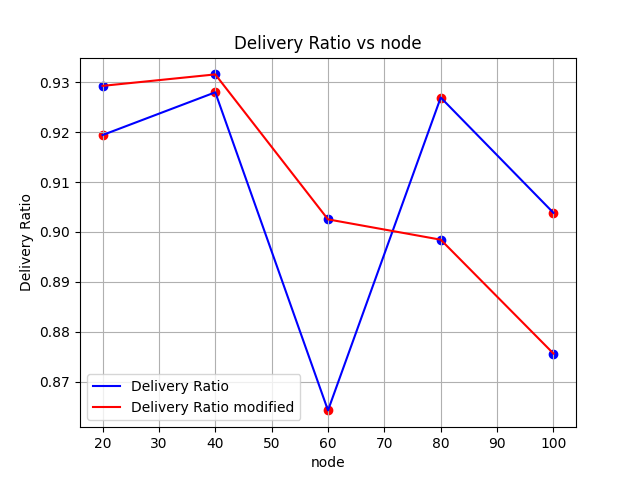 Delivery Ratio vs node
0.93
0.92
0.91
0.90
0.89
0.88
0.87
Delivery Ratio
Delivery Ratio
Delivery Ratio modified
20 30 40 50 60 70 80 90 100
node